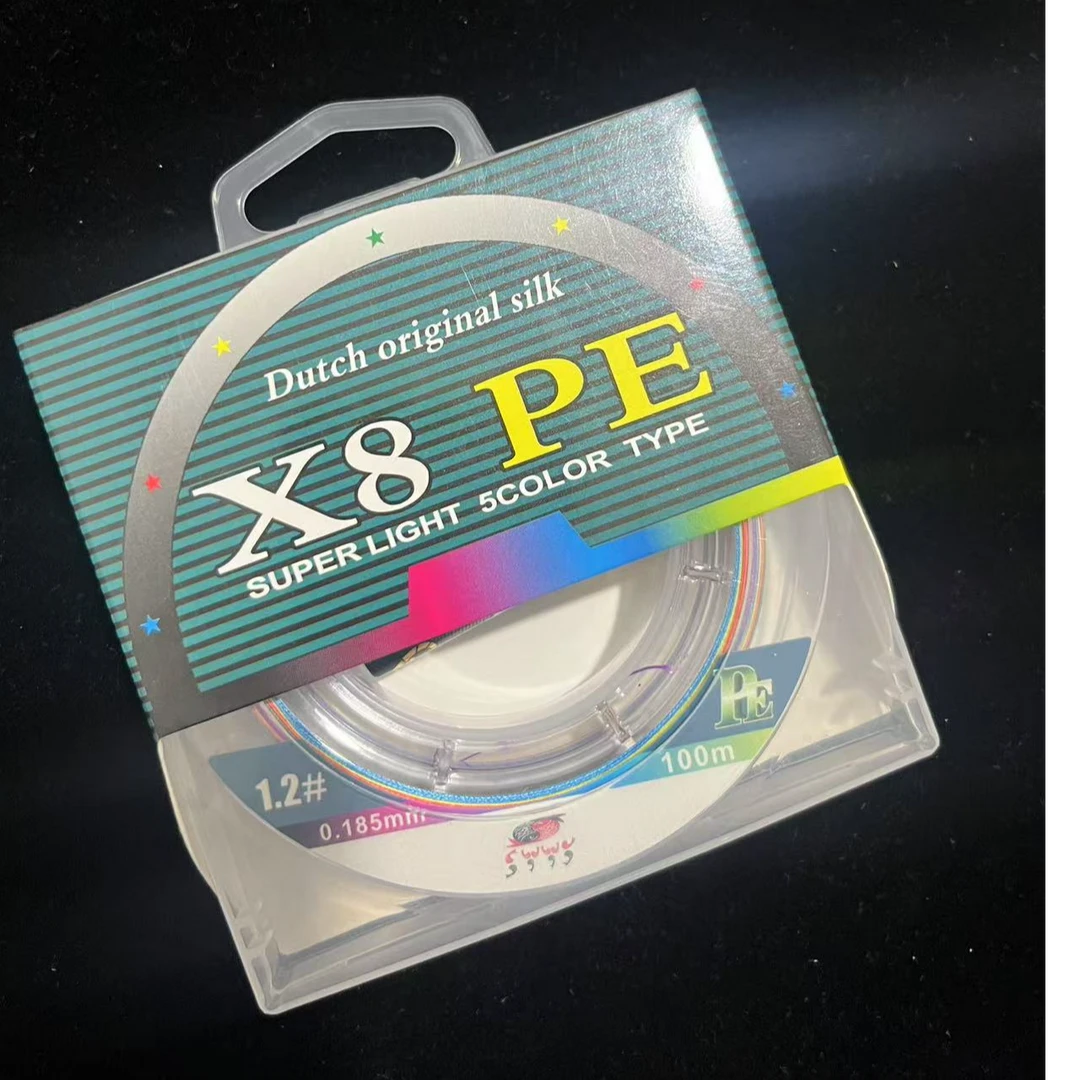 Dutch original silk
X8 PE
SUPER LIGHT 5COLOR TYPE
PE
1.2#
100m
0.185mm